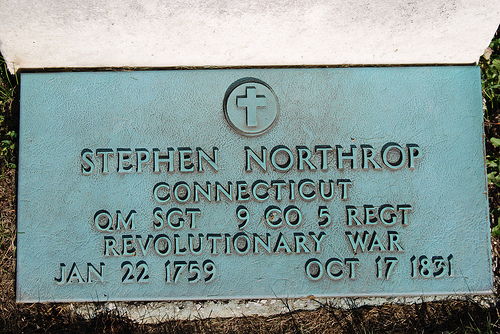 STEPHEN NORTHROP
CONNECTICUT
QM SGT 9 CO 5 REGT
REVOLUTIONARY WAR
JAN 22 1759 OCT 17 1831